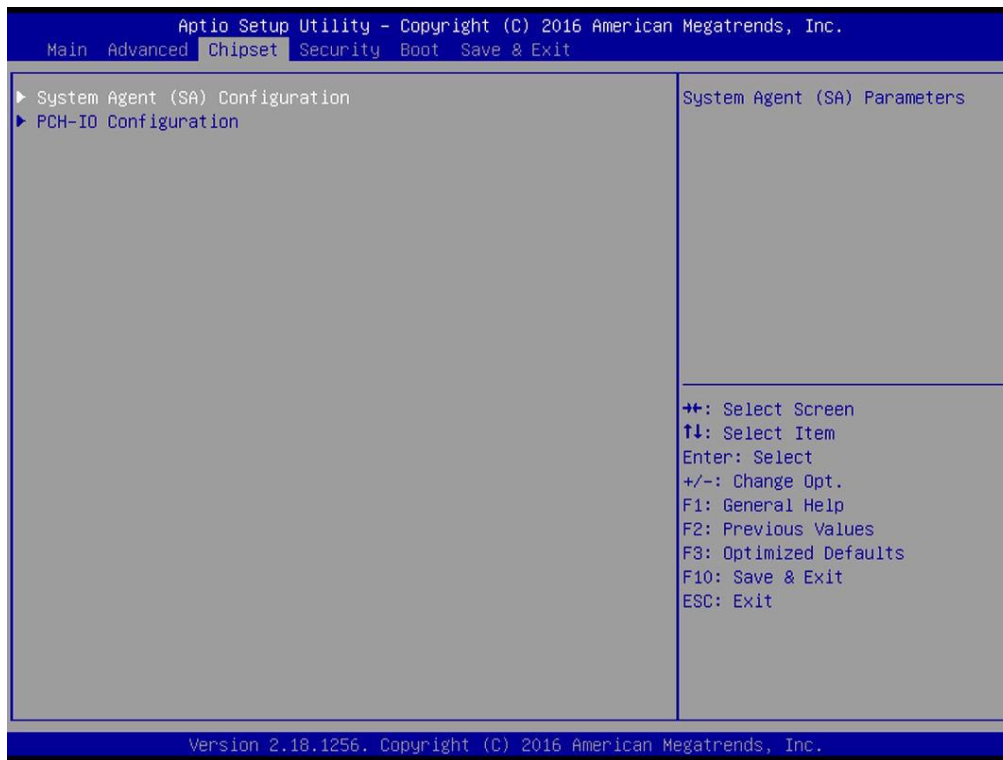 Aptio Setup Utility – Copyright (C) 2016 American Megatrends, Inc.
Main Advanced Chipset Security Boot Save & Exit
▶ System Agent (SA) Configuration
▶ PCH-IO Configuration
System Agent (SA) Parameters
→←: Select Screen
↑↓: Select Item
Enter: Select
+/-: Change Opt.
F1: General Help
F2: Previous Values
F3: Optimized Defaults
F10: Save & Exit
ESC: Exit
Version 2.18.1256. Copyright (C) 2016 American Megatrends, Inc.